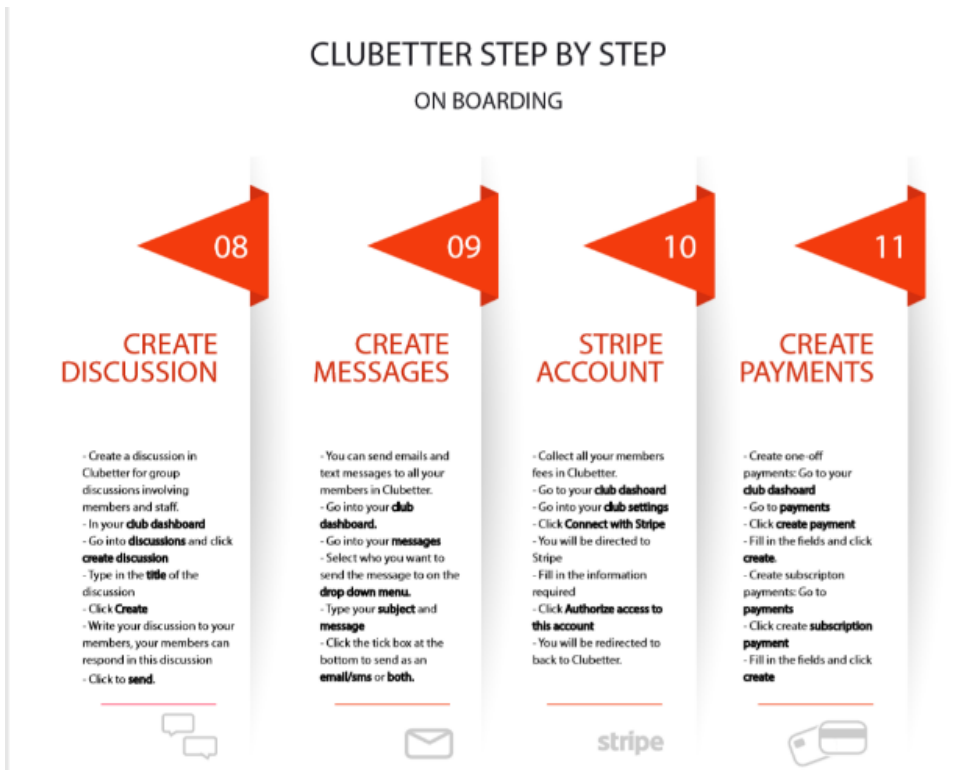 CLUBETTER STEP BY STEP
ON BOARDING
08
CREATE
DISCUSSION
- Create a discussion in
Clubetter for group
discussions involving
members and staff.
- In your club dashboard
- Go into discussions and click
create discussion
- Type in the title of the
discussion
- Click Create
- Write your discussion to your
members, your members can
respond in this discussion
- Click to send.
09
CREATE
MESSAGES
- You can send emails and
text messages to all your
members in Clubetter.
- Go into your club
dashboard.
- Go into your messages
- Select who you want to
send the message to on the
drop down menu.
- Type your subject and
message
- Click the tick box at the
bottom to send as an
email/sms or both.
10
STRIPE
ACCOUNT
- Collect all your members
fees in Clubetter.
- Go to your club dashoard
- Go into your club settings
- Click Connect with Stripe
- You will be directed to
Stripe
- Fill in the information
required
- Click Authorize access to
this account
- You will be redirected to
back to Clubetter.
stripe
11
CREATE
PAYMENTS
- Create one-off
payments: Go to your
club dashoard
- Go to payments
- Click create payment
- Fill in the fields and click
create.
- Create subscripton
payments: Go to
payments
- Click create subscription
payment
- Fill in the fields and click
create